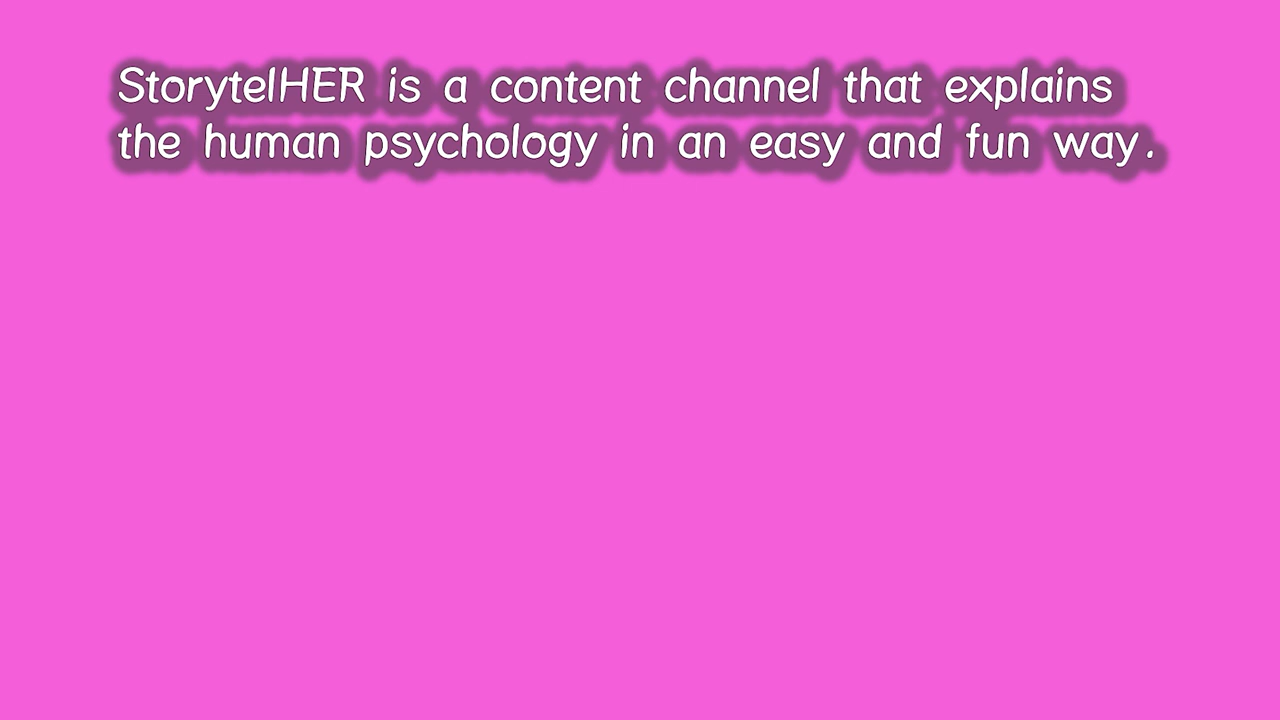 StorytelHER is a content channel that explains
the human psychology in an easy and fun way.